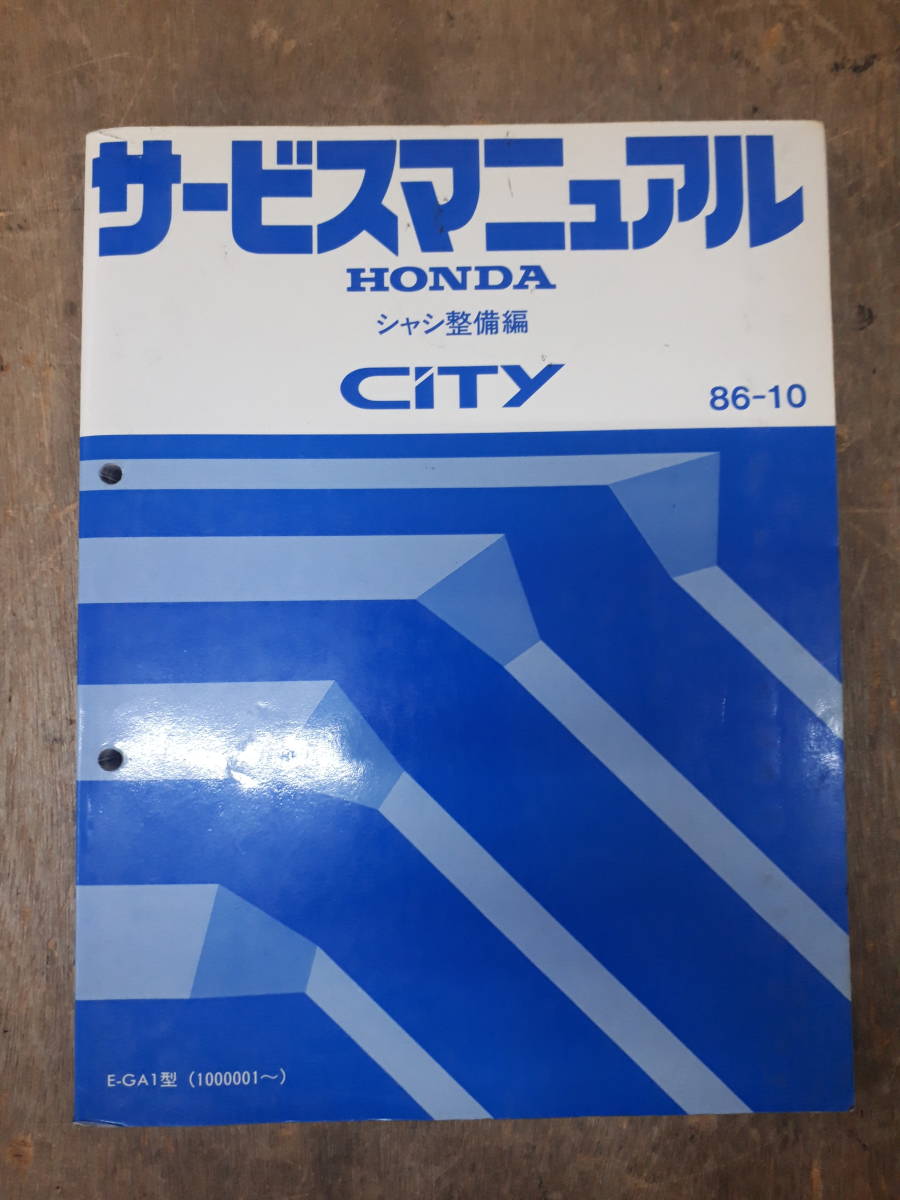 サービスマニュアル
HONDA
シャシ整備編
CiTY
86-10
E-GA1型 (1000001~)